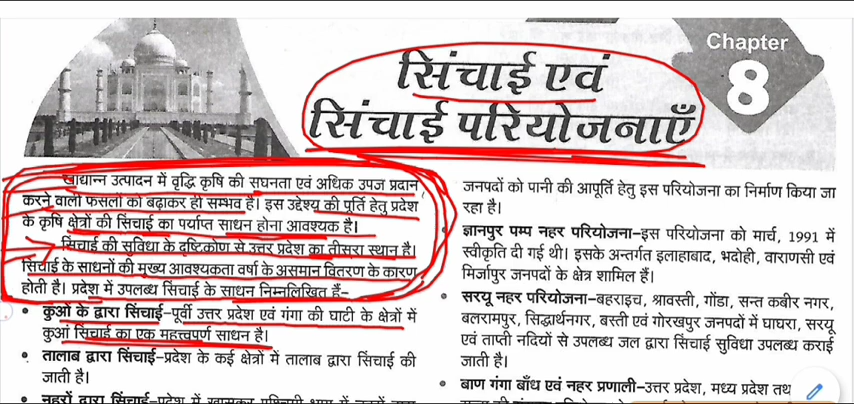 Chapter
8
सिंचाई एवं
सिंचाई परियोजनाएँ
खाद्यान्न उत्पादन में वृद्धि कृषि की सघनता एवं अधिक उपज प्रदान
करने वाली फसलों को बढ़ाकर ही सम्भव है। इस उद्देश्य की पूर्ति हेतु प्रदेश
के कृषि क्षेत्रों की सिंचाई का पर्याप्त साधन होना आवश्यक है।
सिंचाई की सुविधा के दृष्टिकोण से उत्तर प्रदेश का तीसरा स्थान है।
सिंचाई के साधनों की मुख्य आवश्यकता वर्षा के असमान वितरण के कारण
होती है। प्रदेश में उपलब्ध सिंचाई के साधन निम्नलिखित हैं–
• कुओं के द्वारा सिंचाई–पूर्वी उत्तर प्रदेश एवं गंगा की घाटी के क्षेत्रों में
कुआं सिंचाई का एक महत्त्वपूर्ण साधन है।
• तालाब द्वारा सिंचाई–प्रदेश के कई क्षेत्रों में तालाब द्वारा सिंचाई की
जाती है।
• नहरों द्वारा सिंचाई–प्रदेश में
जनपदों को पानी की आपूर्ति हेतु इस परियोजना का निर्माण किया जा
रहा है।
• ज्ञानपुर पम्प नहर परियोजना–इस परियोजना को मार्च, 1991 में
स्वीकृति दी गई थी। इसके अन्तर्गत इलाहाबाद, भदोही, वाराणसी एवं
मिर्जापुर जनपदों के क्षेत्र शामिल हैं।
• सरयू नहर परियोजना–बहराइच, श्रावस्ती, गोंडा, सन्त कबीर नगर,
बलरामपुर, सिद्धार्थनगर, बस्ती एवं गोरखपुर जनपदों में घाघरा, सरयू
एवं ताप्ती नदियों से उपलब्ध जल द्वारा सिंचाई सुविधा उपलब्ध कराई
जाती है।
• बाण गंगा बाँध एवं नहर प्रणाली–उत्तर प्रदेश, मध्य प्रदेश तथ